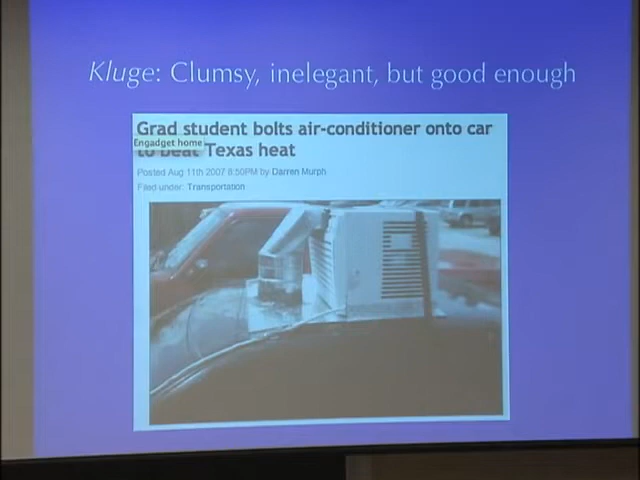 Kluge: Clumsy, inelegant, but good enough
Grad student bolts air-conditioner onto car
Engadget home
to beat Texas heat
Posted Aug 11th 2007 8:50PM by Darren Murph
Filed under: Transportation